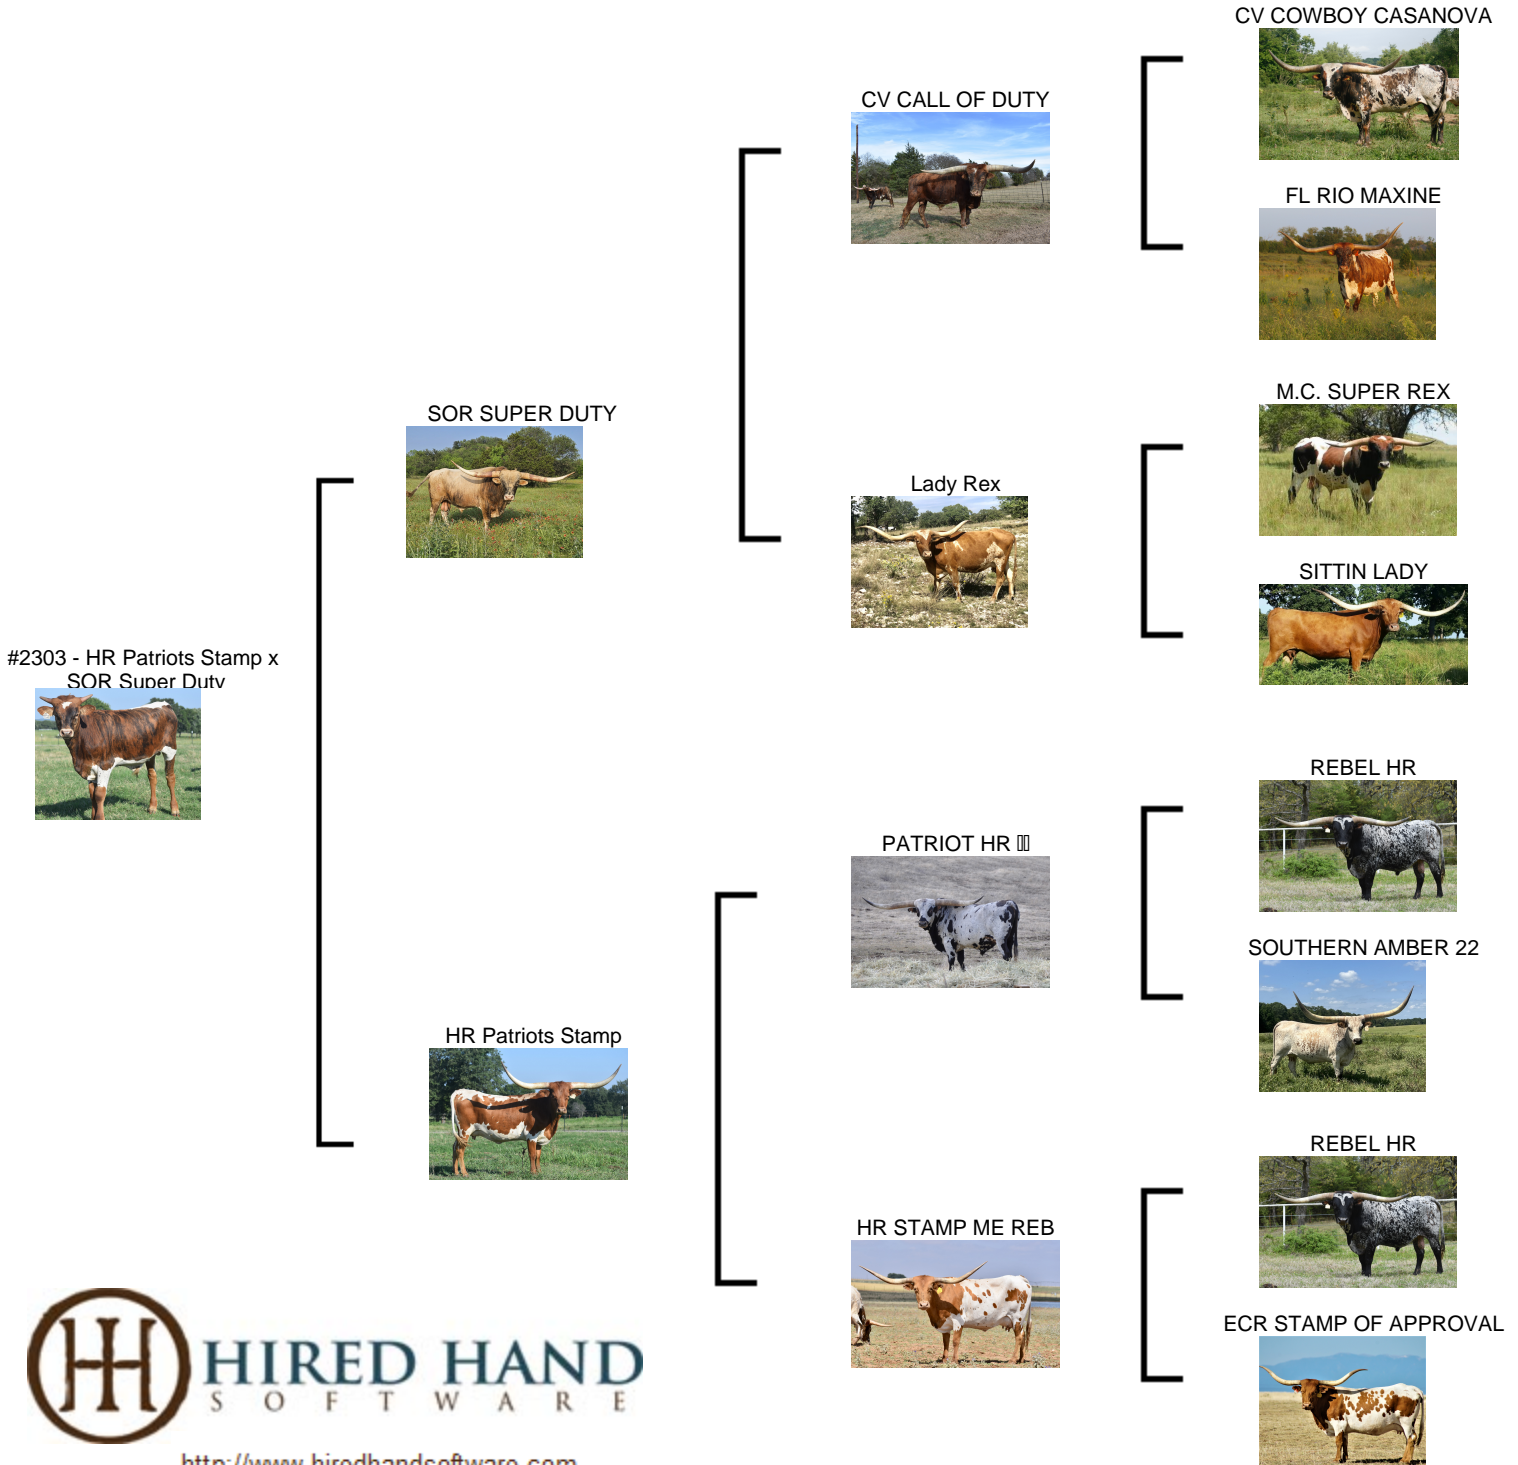 CV COWBOY CASANOVA
CV CALL OF DUTY
FL RIO MAXINE
SOR SUPER DUTY
M.C. SUPER REX
Lady Rex
SITTIN LADY
#2303 - HR Patriots Stamp x
SOR Super Duty
REBEL HR
PATRIOT HR
SOUTHERN AMBER 22
HR Patriots Stamp
REBEL HR
HR STAMP ME REB
ECR STAMP OF APPROVAL
HIRED HAND
SOFTWARE
http://www.hiredhandsoftware.com